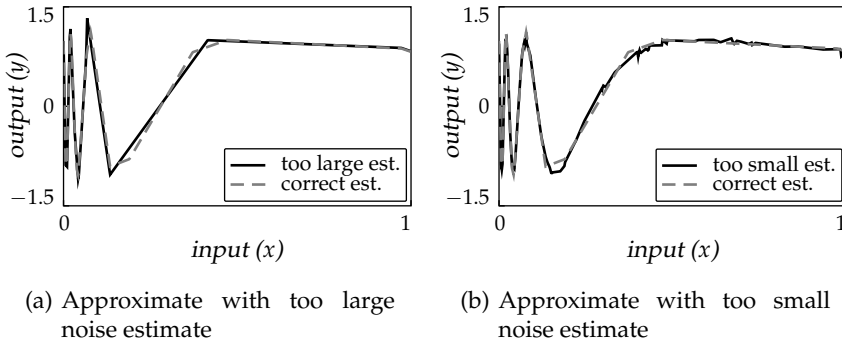 1.5
0
−1.5
output (y)
too large est.
correct est.
0
1
input (x)
(a) Approximate with too large
noise estimate
1.5
0
−1.5
output (y)
too small est.
correct est.
0
1
input (x)
(b) Approximate with too small
noise estimate